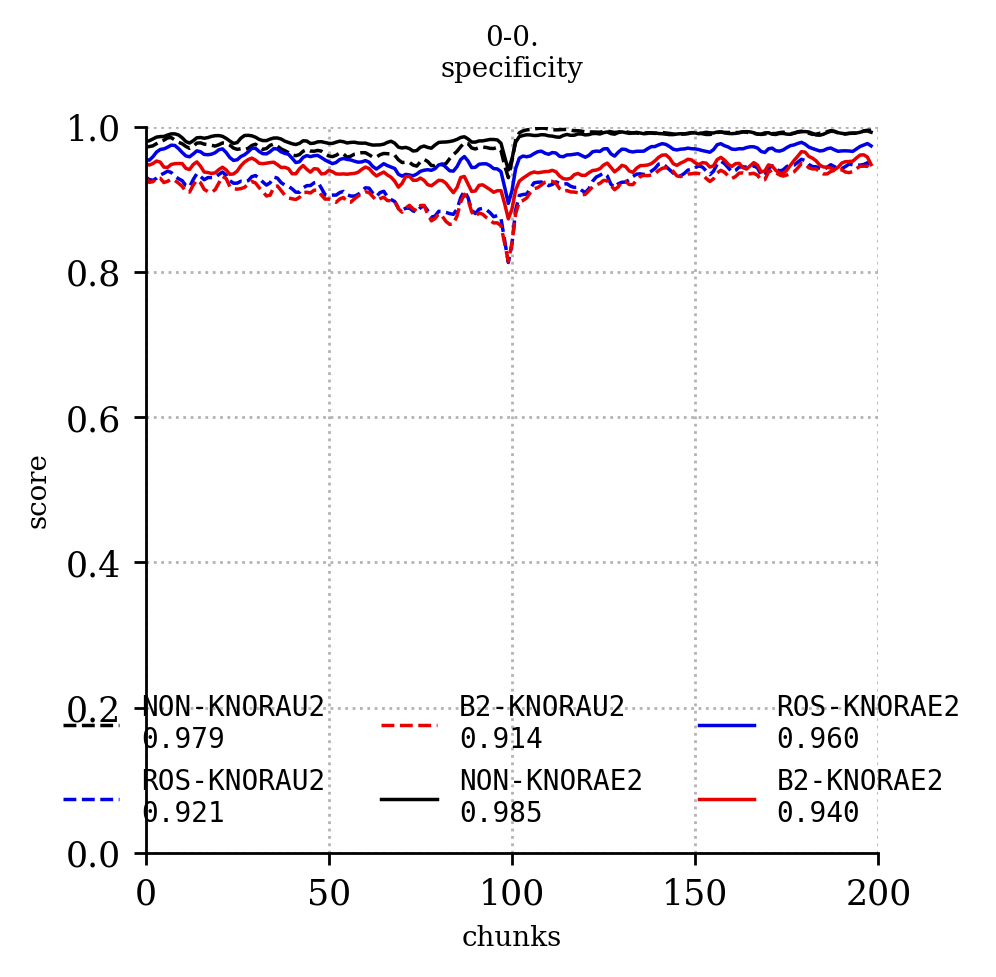 0-0.
specificity
1.0
0.8
0.6
0.4
0.2
0.0
score
NON-KNORAU2
0.979
ROS-KNORAU2
0.921
B2-KNORAU2
0.914
NON-KNORAE2
0.985
ROS-KNORAE2
0.960
B2-KNORAE2
0.940
0 50 100 150 200
chunks